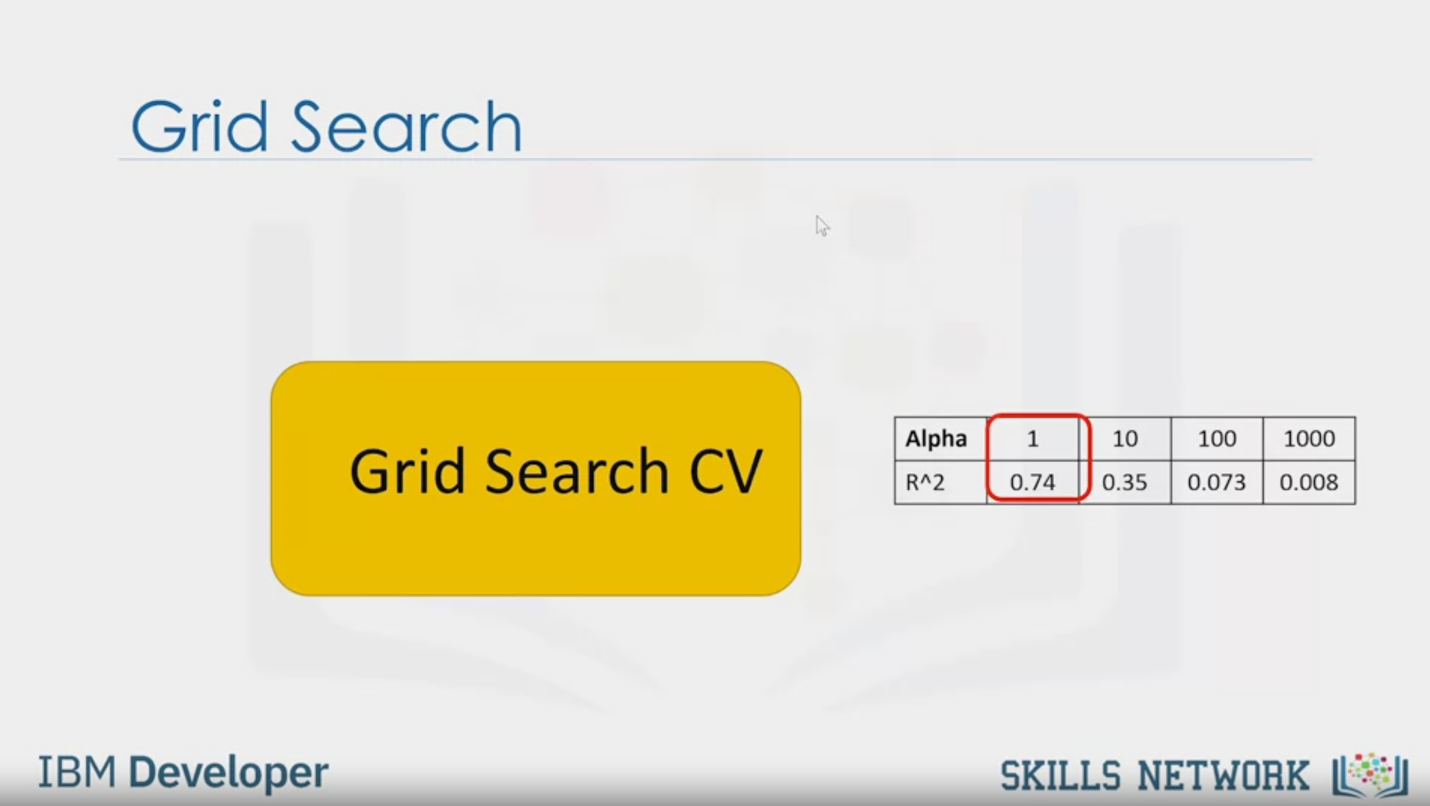 Grid Search
Grid Search CV
Alpha 1 10 100 1000
R^2 0.74 0.35 0.073 0.008
IBM Developer
SKILLS NETWORK